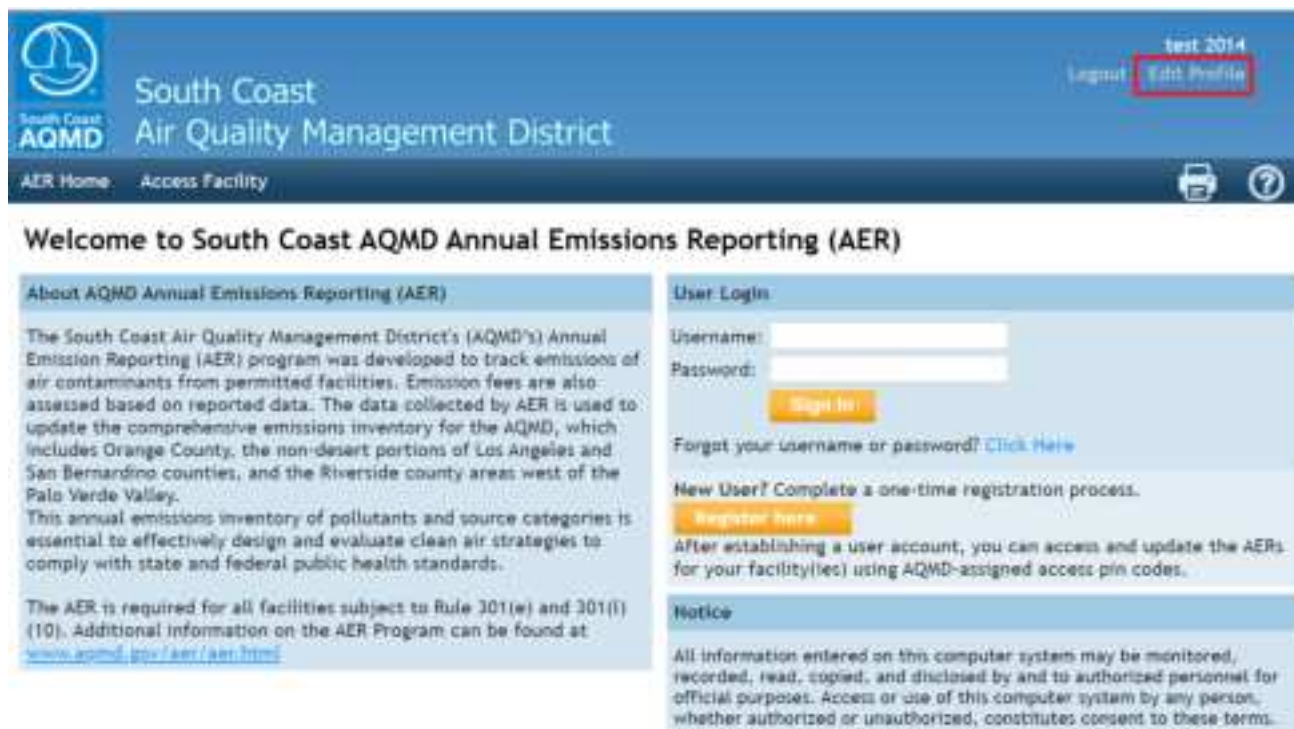 test 2014
Logout Edit Profile
South Coast
AQMD
South Coast
Air Quality Management District
AER Home Access Facility
Welcome to South Coast AQMD Annual Emissions Reporting (AER)
About AQMD Annual Emissions Reporting (AER)
The South Coast Air Quality Management District's (AQMD's) Annual
Emission Reporting (AER) program was developed to track emissions of
air contaminants from permitted facilities. Emission fees are also
assessed based on reported data. The data collected by AER is used to
update the comprehensive emissions inventory for the AQMD, which
includes Orange County, the non-desert portions of Los Angeles and
San Bernardino counties, and the Riverside county areas west of the
Palo Verde Valley.
This annual emissions inventory of pollutants and source categories is
essential to effectively design and evaluate clean air strategies to
comply with state and federal public health standards.
The AER is required for all facilities subject to Rule 301(e) and 301(l)
(10). Additional information on the AER Program can be found at
www.aqmd.gov/aer/aer.html
User Login
Username:
Password:
Sign In
Forgot your username or password? Click Here
New User? Complete a one-time registration process.
Register here
After establishing a user account, you can access and update the AERs
for your facility(ies) using AQMD-assigned access pin codes.
Notice
All information entered on this computer system may be monitored,
recorded, read, copied, and disclosed by and to authorized personnel for
official purposes. Access or use of this computer system by any person,
whether authorized or unauthorized, constitutes consent to these terms.